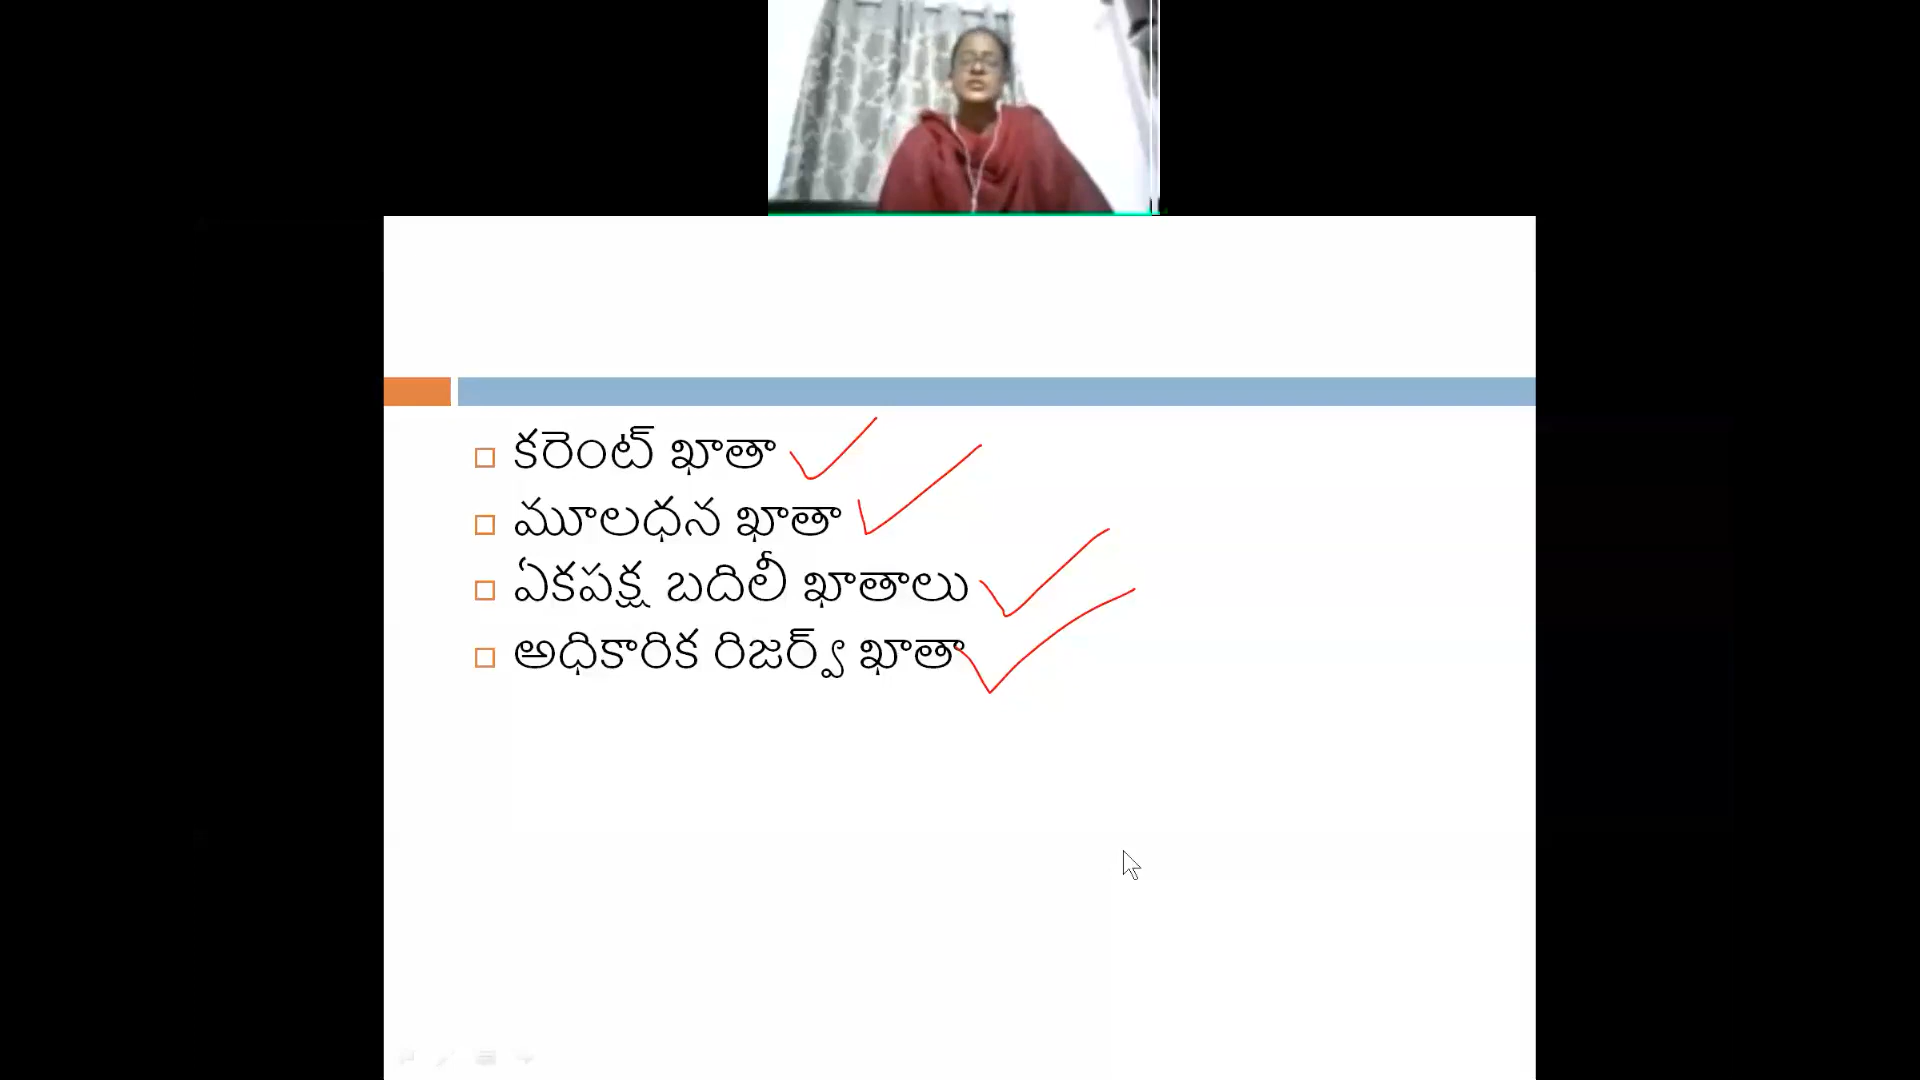 కరెంట్ ఖాతా
మూలధన ఖాతా
ఏకపక్ష బదిలీ ఖాతాలు
అధికారిక రిజర్వ్ ఖాతా